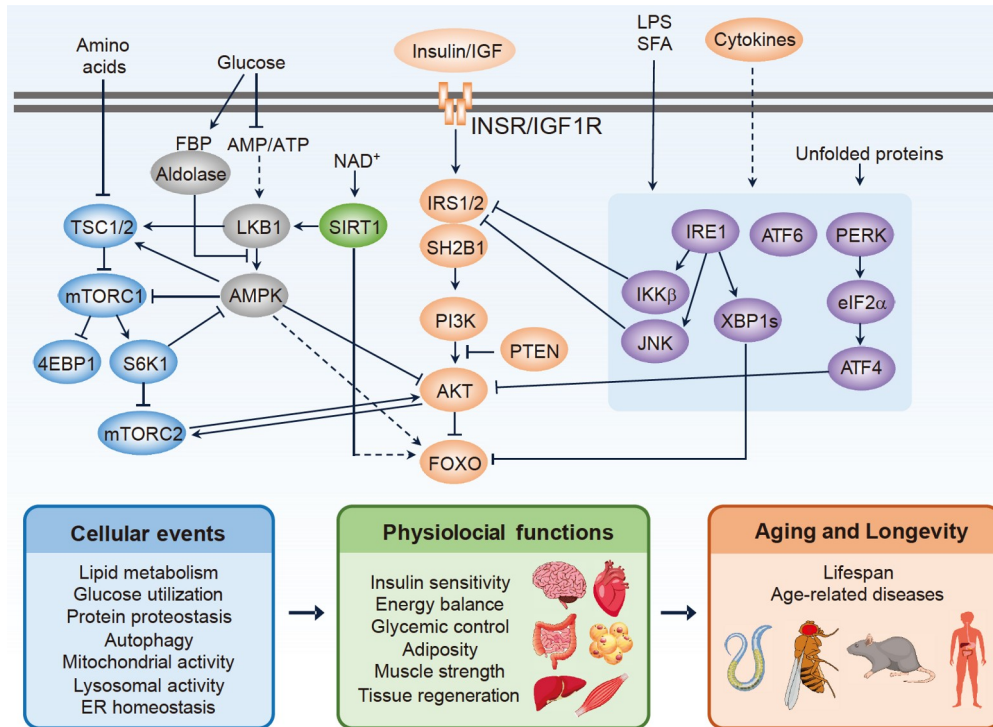 Amino
acids
Glucose
Insulin/IGF
LPS
SFA
Cytokines
INSR/IGF1R
FBP
AMP/ATP
Aldolase
NAD⁺
Unfolded proteins
TSC1/2
LKB1
SIRT1
IRS1/2
SH2B1
IRE1
ATF6
PERK
mTORC1
AMPK
IKKβ
XBP1s
eIF2α
PI3K
4EBP1
S6K1
PTEN
JNK
ATF4
AKT
mTORC2
FOXO
Cellular events
Lipid metabolism
Glucose utilization
Protein proteostasis
Autophagy
Mitochondrial activity
Lysosomal activity
ER homeostasis
Physiolocial functions
Insulin sensitivity
Energy balance
Glycemic control
Adiposity
Muscle strength
Tissue regeneration
Aging and Longevity
Lifespan
Age-related diseases